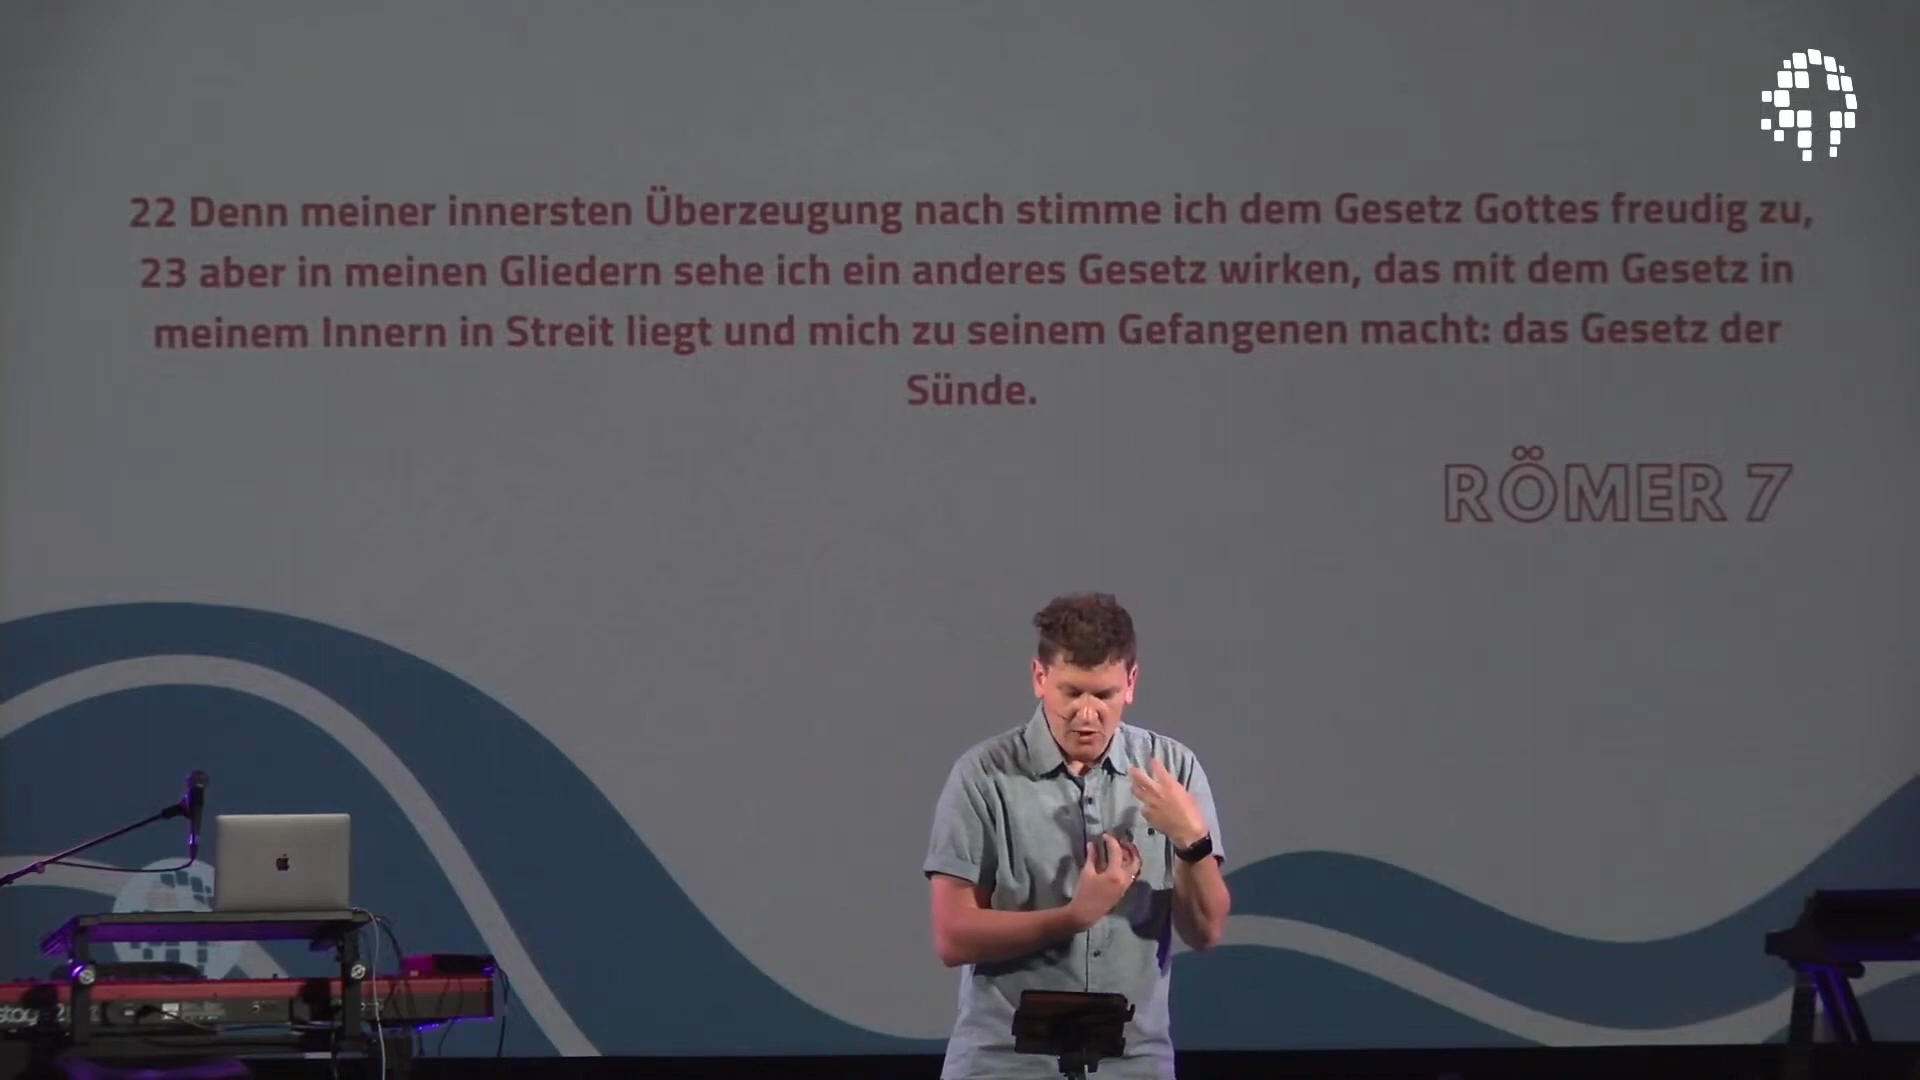 22 Denn meiner innersten Überzeugung nach stimme ich dem Gesetz Gottes freudig zu,
23 aber in meinen Gliedern sehe ich ein anderes Gesetz wirken, das mit dem Gesetz in
meinem Innern in Streit liegt und mich zu seinem Gefangenen macht: das Gesetz der
Sünde.
RÖMER 7